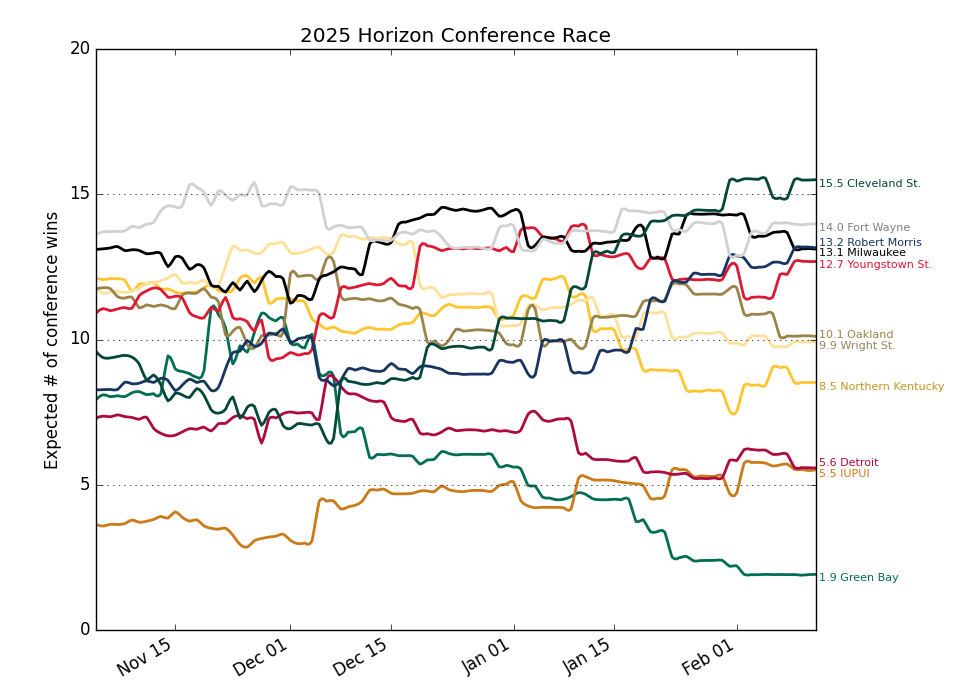 2025 Horizon Conference Race
Expected # of conference wins
20
15
10
5
0
Nov 15
Dec 01
Dec 15
Jan 01
Jan 15
Feb 01
15.5 Cleveland St.
14.0 Fort Wayne
13.2 Robert Morris
13.1 Milwaukee
12.7 Youngstown St.
10.1 Oakland
9.9 Wright St.
8.5 Northern Kentucky
5.6 Detroit
5.5 IUPUI
1.9 Green Bay